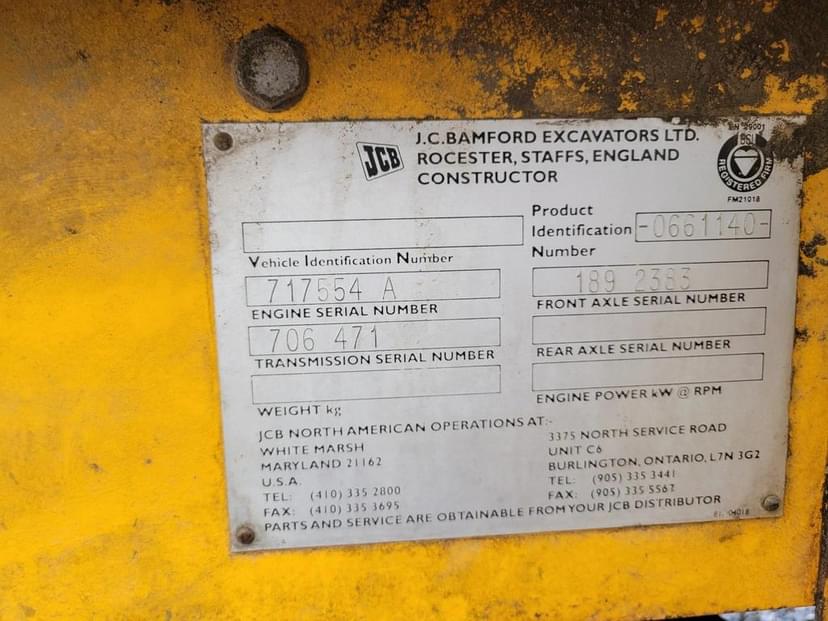 JCB
J.C.BAMFORD EXCAVATORS LTD.
ROCESTER, STAFFS, ENGLAND
CONSTRUCTOR
EN 29001
BSI
REGISTERED FIRM
FM21018
Vehicle Identification Number
Product
Identification
Number
-0661140-
717554 A
ENGINE SERIAL NUMBER
189 2383
FRONT AXLE SERIAL NUMBER
706 471
TRANSMISSION SERIAL NUMBER
REAR AXLE SERIAL NUMBER
WEIGHT kg
ENGINE POWER kW @ RPM
JCB NORTH AMERICAN OPERATIONS AT:-
WHITE MARSH
MARYLAND 21162
U.S.A.
TEL: (410) 335 2800
FAX: (410) 335 3695
3375 NORTH SERVICE ROAD
UNIT C6
BURLINGTON, ONTARIO, L7N 3G2
TEL: (905) 335 3441
FAX: (905) 335 5567
PARTS AND SERVICE ARE OBTAINABLE FROM YOUR JCB DISTRIBUTOR